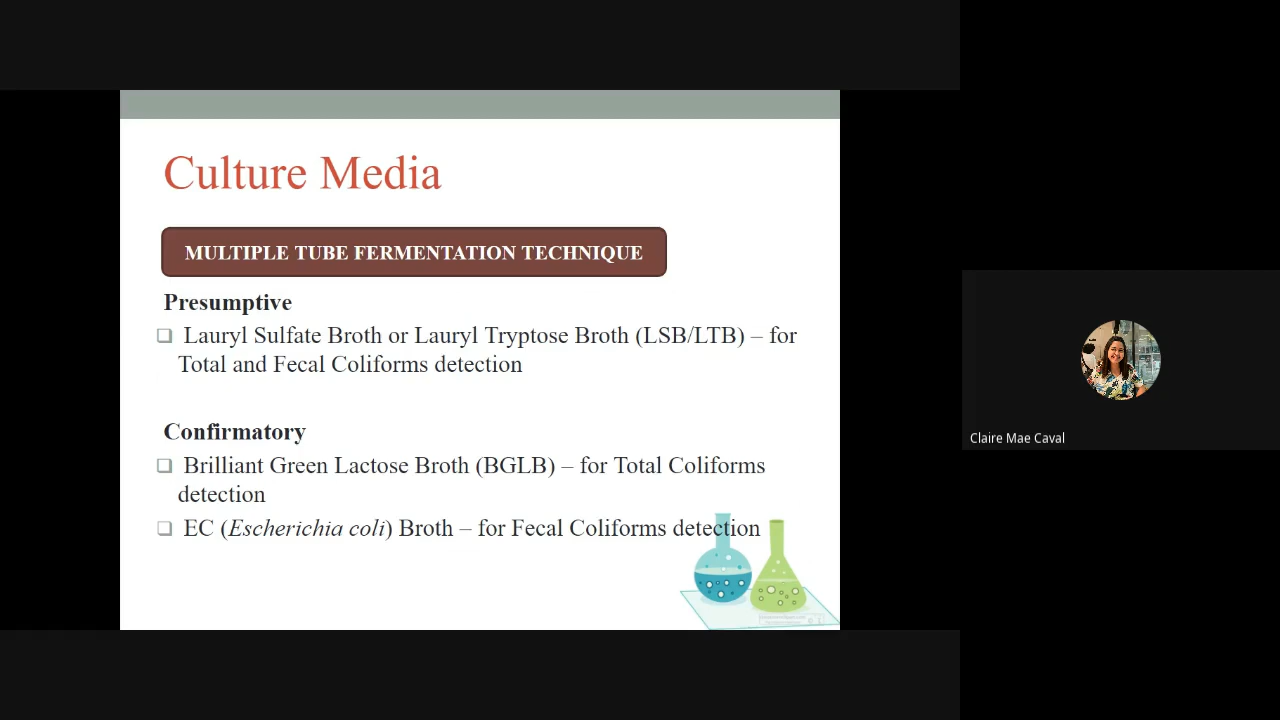 Culture Media
MULTIPLE TUBE FERMENTATION TECHNIQUE
Presumptive
Lauryl Sulfate Broth or Lauryl Tryptose Broth (LSB/LTB) – for
Total and Fecal Coliforms detection
Confirmatory
Brilliant Green Lactose Broth (BGLB) – for Total Coliforms
detection
EC (Escherichia coli) Broth – for Fecal Coliforms detection
Claire Mae Caval